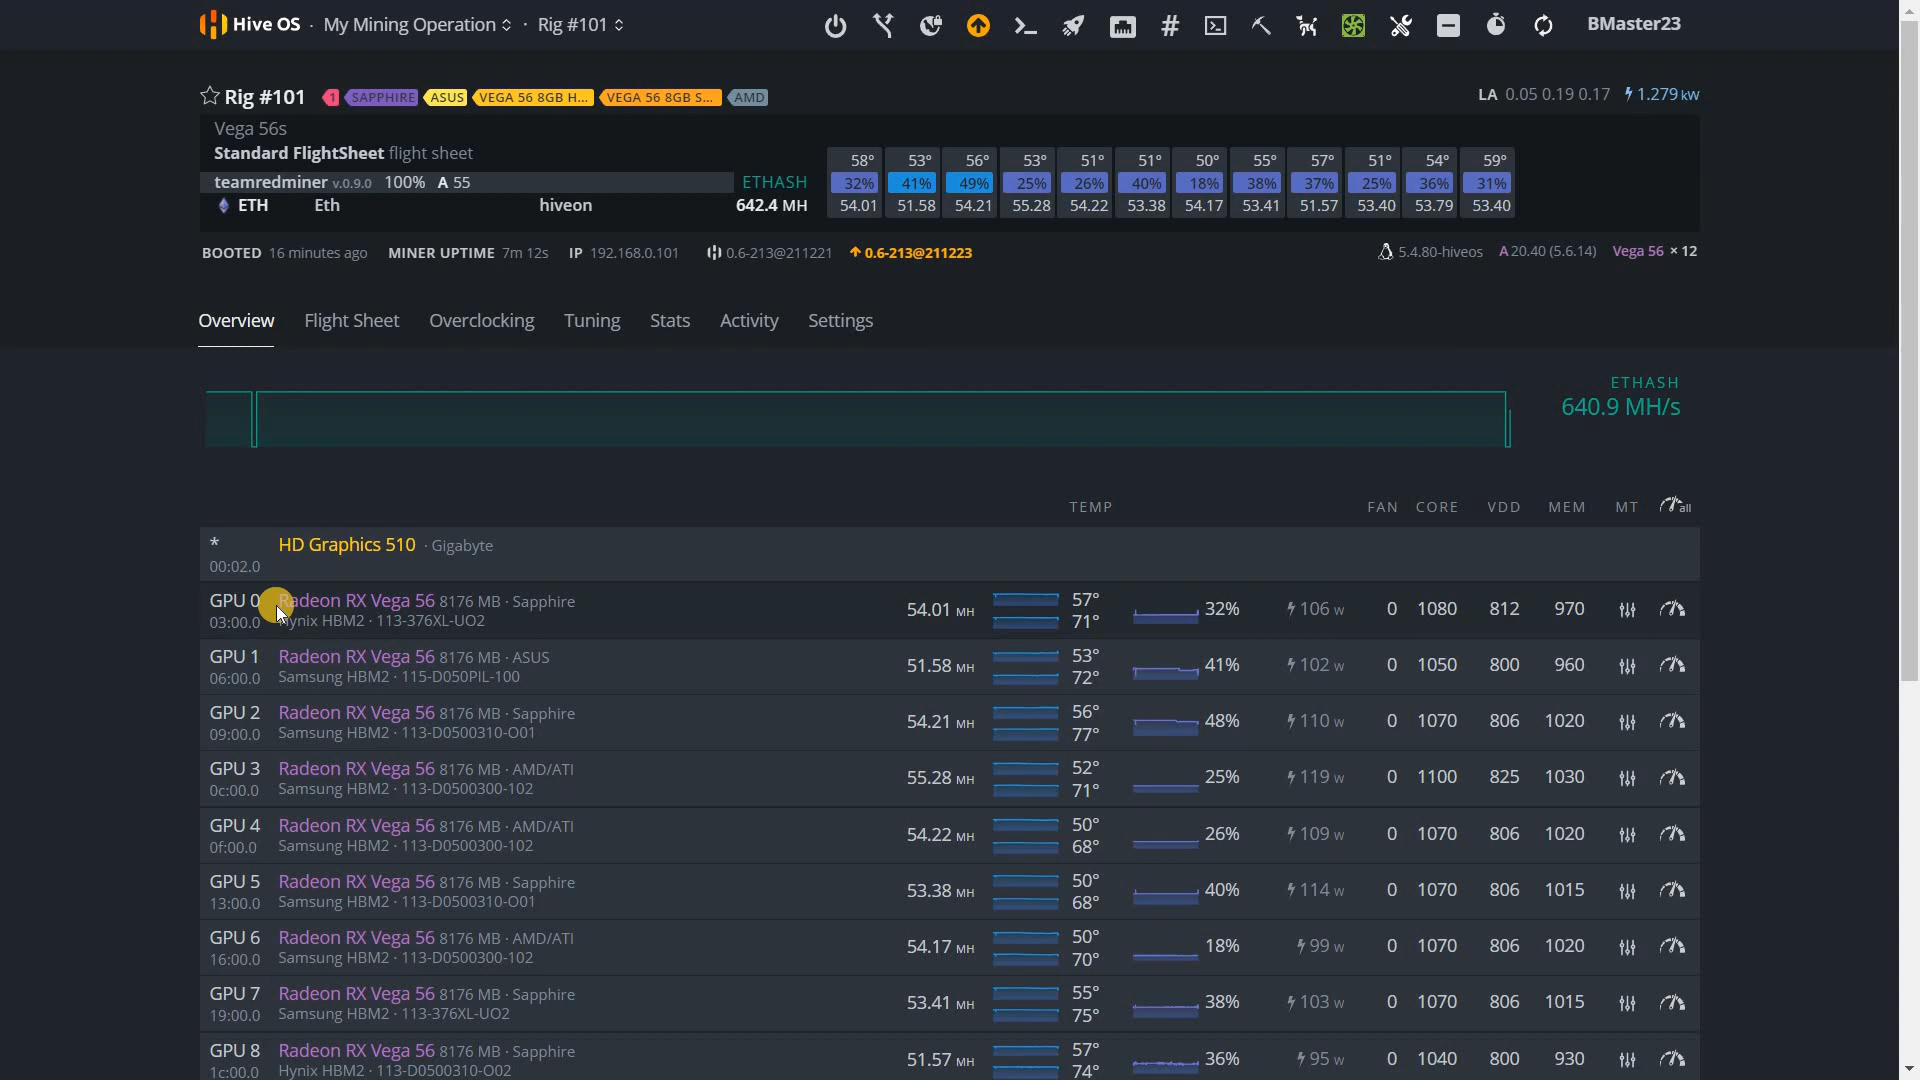 Hive OS · My Mining Operation · Rig #101 BMaster23
Rig #101 1 SAPPHIRE ASUS VEGA 56 8GB H... VEGA 56 8GB S... AMD LA 0.05 0.19 0.17 1.279 kW
Vega 56s
Standard FlightSheet flight sheet
58° 53° 56° 53° 51° 51° 50° 55° 57° 51° 54° 59°
teamredminer v.0.9.0 100% A 55 ETHASH 32% 41% 49% 25% 26% 40% 18% 38% 37% 25% 36% 31%
ETH Eth hiveon 642.4 MH 54.01 51.58 54.21 55.28 54.22 53.38 54.17 53.41 51.57 53.40 53.79 53.40
BOOTED 16 minutes ago MINER UPTIME 7m 12s IP 192.168.0.101 0.6-213@211221 0.6-213@211223 5.4.80-hiveos A 20.40 (5.6.14) Vega 56 × 12
Overview Flight Sheet Overclocking Tuning Stats Activity Settings
ETHASH
640.9 MH/s
TEMP FAN CORE VDD MEM MT all
* HD Graphics 510 · Gigabyte
00:02.0
GPU 0 Radeon RX Vega 56 8176 MB · Sapphire 54.01 MH 57° 32% 106 W 0 1080 812 970
03:00.0 Hynix HBM2 · 113-376XL-UO2 71°
GPU 1 Radeon RX Vega 56 8176 MB · ASUS 51.58 MH 53° 41% 102 W 0 1050 800 960
06:00.0 Samsung HBM2 · 115-D050PIL-100 72°
GPU 2 Radeon RX Vega 56 8176 MB · Sapphire 54.21 MH 56° 48% 110 W 0 1070 806 1020
09:00.0 Samsung HBM2 · 113-D0500310-O01 77°
GPU 3 Radeon RX Vega 56 8176 MB · AMD/ATI 55.28 MH 52° 25% 119 W 0 1100 825 1030
0c:00.0 Samsung HBM2 · 113-D0500300-102 71°
GPU 4 Radeon RX Vega 56 8176 MB · AMD/ATI 54.22 MH 50° 26% 109 W 0 1070 806 1020
0f:00.0 Samsung HBM2 · 113-D0500300-102 68°
GPU 5 Radeon RX Vega 56 8176 MB · Sapphire 53.38 MH 50° 40% 114 W 0 1070 806 1015
13:00.0 Samsung HBM2 · 113-D0500310-O01 68°
GPU 6 Radeon RX Vega 56 8176 MB · AMD/ATI 54.17 MH 50° 18% 99 W 0 1070 806 1020
16:00.0 Samsung HBM2 · 113-D0500300-102 70°
GPU 7 Radeon RX Vega 56 8176 MB · Sapphire 53.41 MH 55° 38% 103 W 0 1070 806 1015
19:00.0 Samsung HBM2 · 113-376XL-UO2 75°
GPU 8 Radeon RX Vega 56 8176 MB · Sapphire 51.57 MH 57° 36% 95 W 0 1040 800 930
1c:00.0 Hynix HBM2 · 113-D0500310-O02 74°